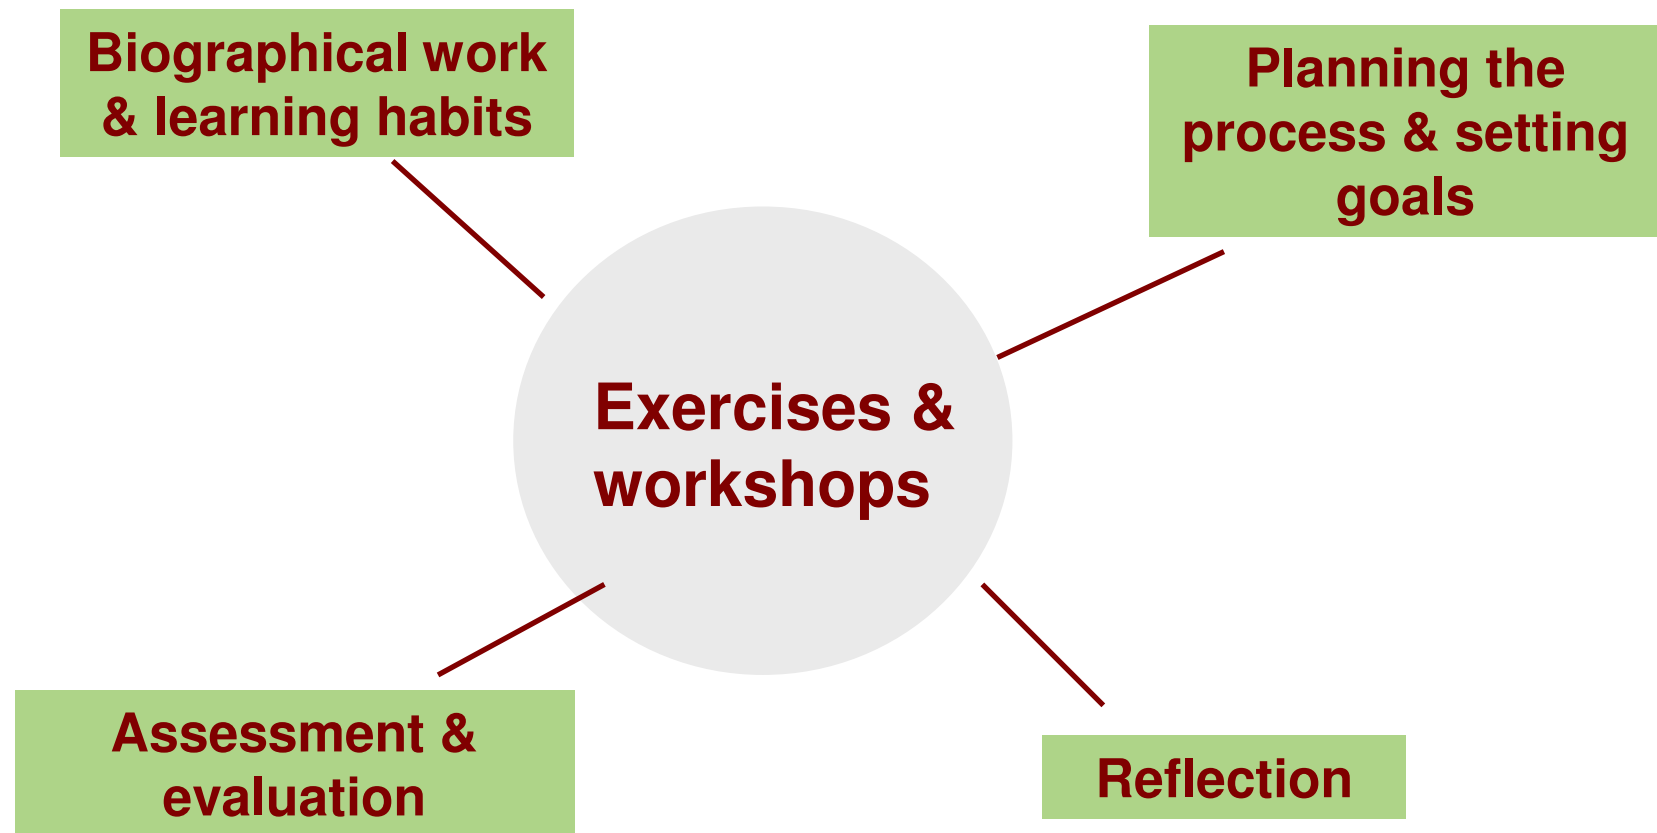 Biographical work
& learning habits
Planning the
process & setting
goals
Exercises &
workshops
Assessment &
evaluation
Reflection